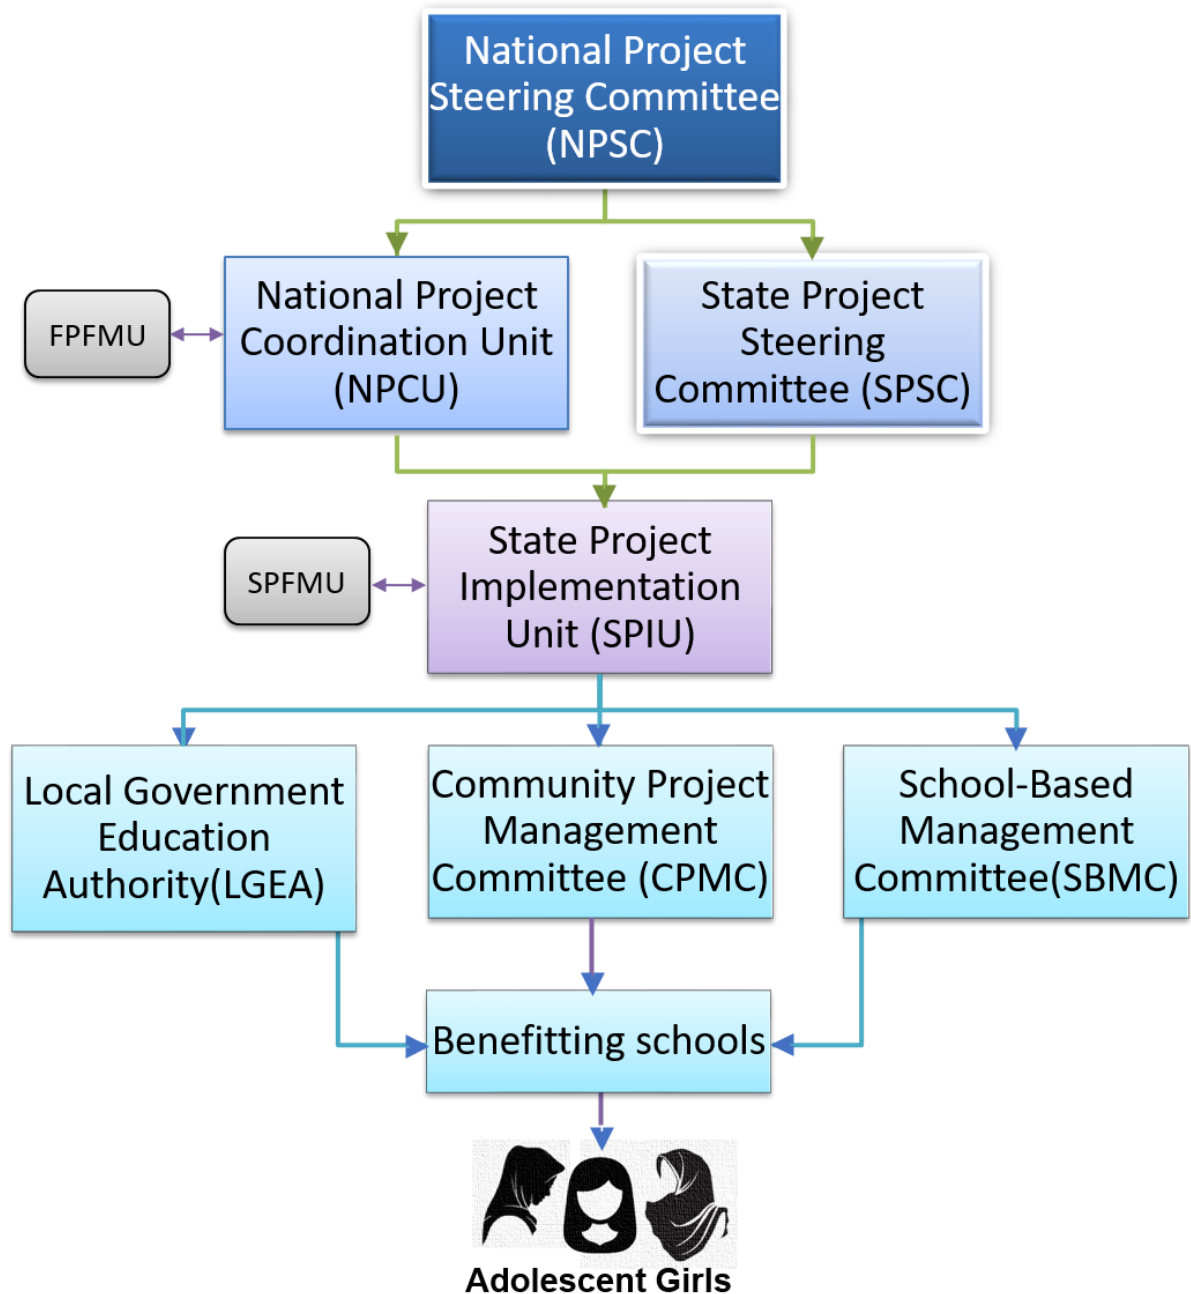 National Project
Steering Committee
(NPSC)
FPFMU
National Project
Coordination Unit
(NPCU)
State Project
Steering
Committee (SPSC)
SPFMU
State Project
Implementation
Unit (SPIU)
Local Government
Education
Authority(LGEA)
Community Project
Management
Committee (CPMC)
School-Based
Management
Committee(SBMC)
Benefitting schools
Adolescent Girls